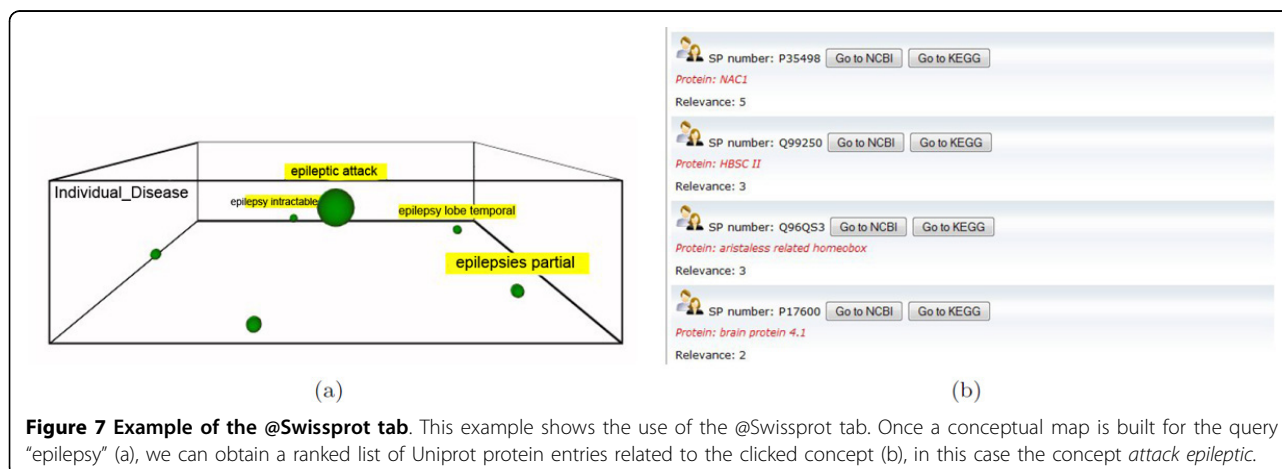 epileptic attack
Individual_Disease
epilepsy intractable
epilepsy lobe temporal
epilepsies partial
(a)
SP number: P35498 Go to NCBI Go to KEGG
Protein: NAC1
Relevance: 5
SP number: Q99250 Go to NCBI Go to KEGG
Protein: HBSC II
Relevance: 3
SP number: Q96QS3 Go to NCBI Go to KEGG
Protein: aristaless related homeobox
Relevance: 3
SP number: P17600 Go to NCBI Go to KEGG
Protein: brain protein 4.1
Relevance: 2
(b)
Figure 7 Example of the @Swissprot tab. This example shows the use of the @Swissprot tab. Once a conceptual map is built for the query
"epilepsy" (a), we can obtain a ranked list of Uniprot protein entries related to the clicked concept (b), in this case the concept attack epileptic.